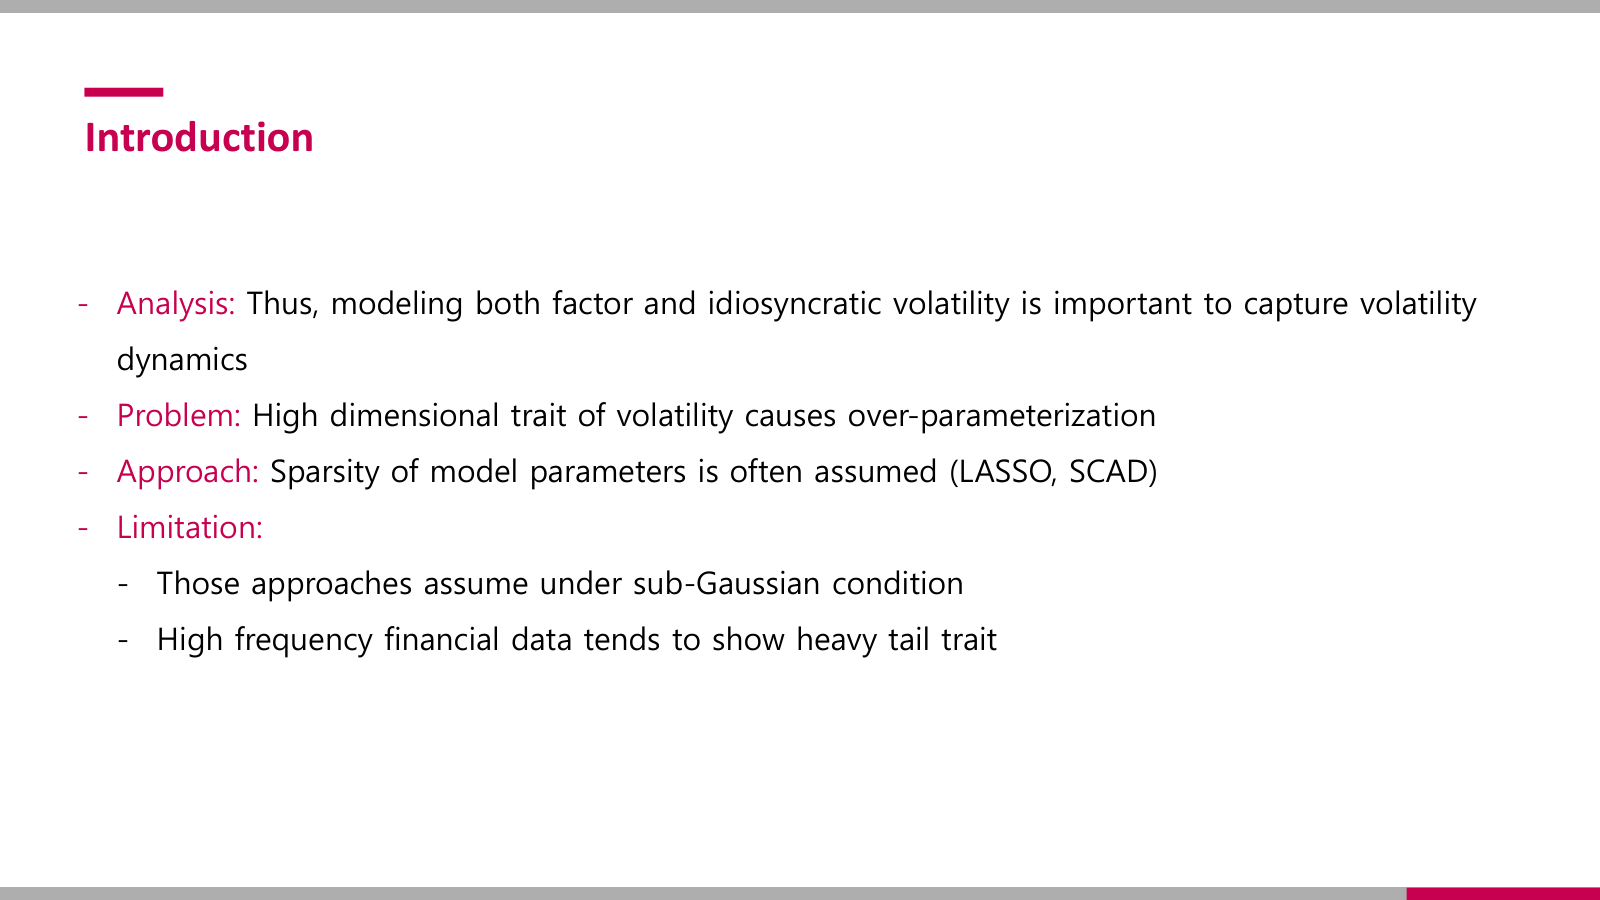 Introduction
- Analysis: Thus, modeling both factor and idiosyncratic volatility is important to capture volatility
dynamics
- Problem: High dimensional trait of volatility causes over-parameterization
- Approach: Sparsity of model parameters is often assumed (LASSO, SCAD)
- Limitation:
- Those approaches assume under sub-Gaussian condition
- High frequency financial data tends to show heavy tail trait